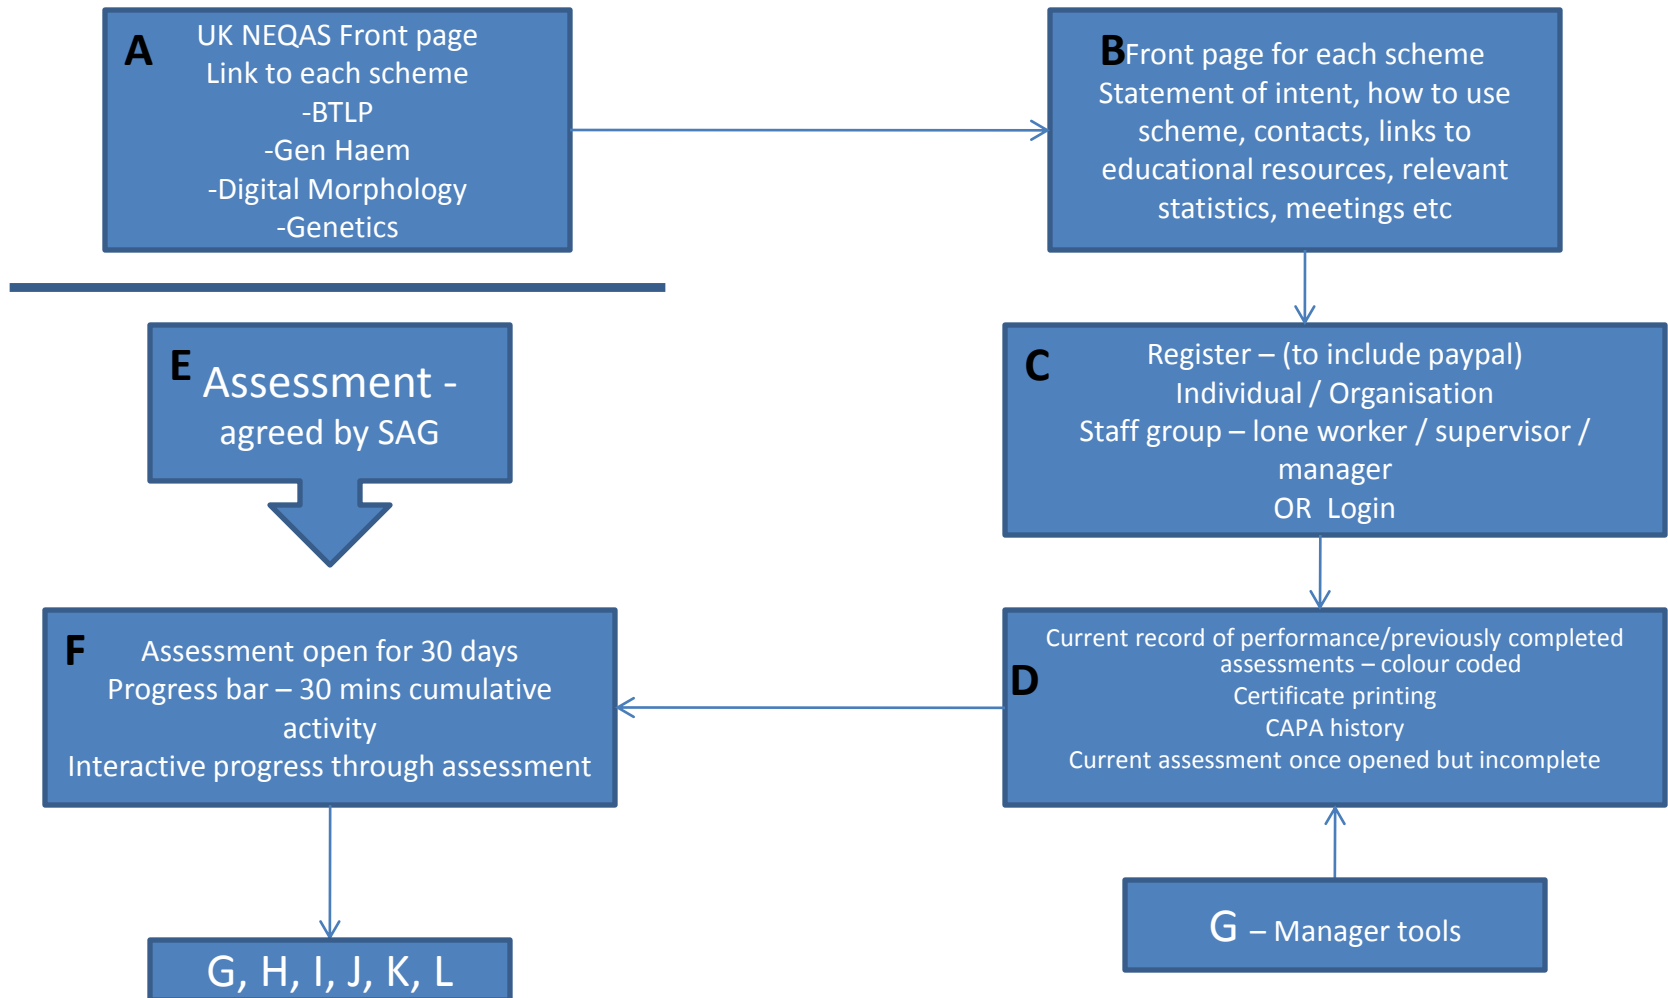 A
UK NEQAS Front page
Link to each scheme
-BTLP
-Gen Haem
-Digital Morphology
-Genetics
B
Front page for each scheme
Statement of intent, how to use
scheme, contacts, links to
educational resources, relevant
statistics, meetings etc
C
Register – (to include paypal)
Individual / Organisation
Staff group – lone worker / supervisor /
manager
OR Login
E
Assessment -
agreed by SAG
D
Current record of performance/previously completed
assessments – colour coded
Certificate printing
CAPA history
Current assessment once opened but incomplete
F
Assessment open for 30 days
Progress bar – 30 mins cumulative
activity
Interactive progress through assessment
G – Manager tools
G, H, I, J, K, L